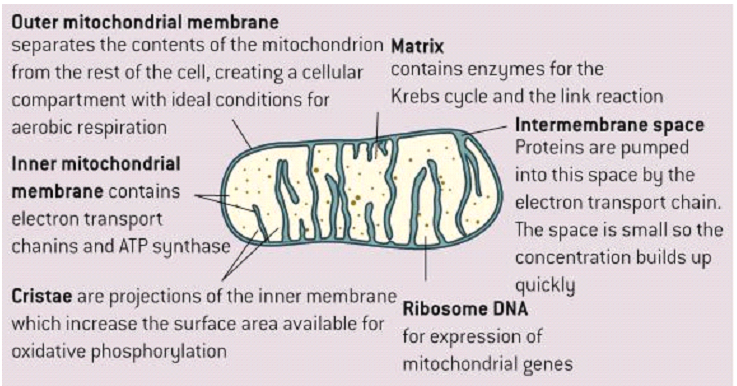 Outer mitochondrial membrane
separates the contents of the mitochondrion
from the rest of the cell, creating a cellular
compartment with ideal conditions for
aerobic respiration
Matrix
contains enzymes for the
Krebs cycle and the link reaction
Intermembrane space
Proteins are pumped
into this space by the
electron transport chain.
The space is small so the
concentration builds up
quickly
Inner mitochondrial
membrane contains
electron transport
chanins and ATP synthase
Cristae are projections of the inner membrane
which increase the surface area available for
oxidative phosphorylation
Ribosome DNA
for expression of
mitochondrial genes